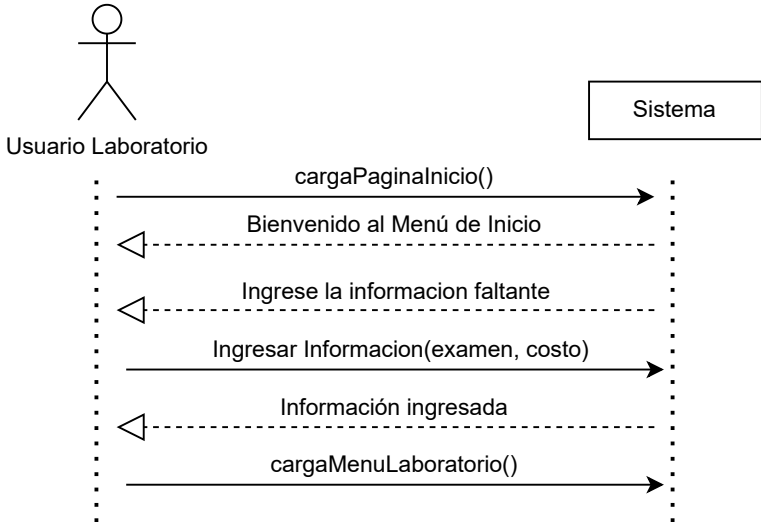 Usuario Laboratorio
Sistema
cargaPaginaInicio()
Bienvenido al Menú de Inicio
Ingrese la informacion faltante
Ingresar Informacion(examen, costo)
Información ingresada
cargaMenuLaboratorio()